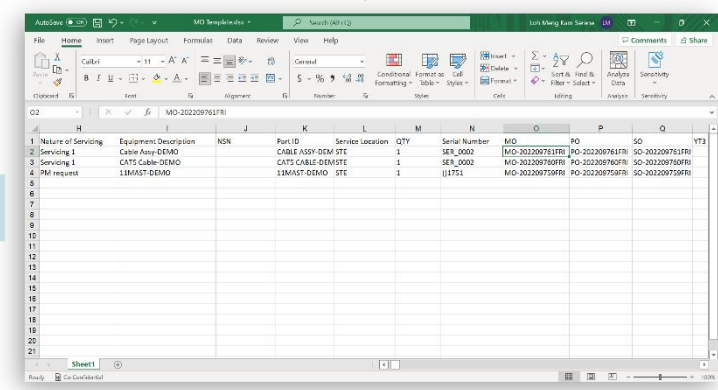 AutoSave Off MO Template.xlsx Search (Alt+Q) Loh Meng Kam Serene LM
File Home Insert Page Layout Formulas Data Review View Help Comments Share
Calibri 11 A^ A˅ General Conditional Formatting Format as Table Cell Styles Insert Delete Format Sort & Filter Find & Select Analyze Data Sensitivity
Paste B I U A $ % 9
Clipboard Font Alignment Number Styles Cells Editing Analysis Sensitivity
O2 fx MO-202209761FRI
H I J K L M N O P Q
1 Nature of Servicing Equipment Description NSN Part ID Service Location QTY Serial Number MO PO SO YT3
2 Servicing 1 Cable Assy-DEMO CABLE ASSY-DEM STE 1 SER_0002 MO-202209761FRI PO-202209761FRI SO-202209761FRI
3 Servicing 1 CAT5 Cable-DEMO CAT5 CABLE-DEM STE 1 SER_0002 MO-202209760FRI PO-202209760FRI SO-202209760FRI
4 PM request 11MAST-DEMO 11MAST-DEMO STE 1 (J1751 MO-202209759FRI PO-202209759FRI SO-202209759FRI
5
6
7
8
9
10
11
12
13
14
15
16
17
18
19
20
21
Sheet1
Ready Co-Confidential 100%